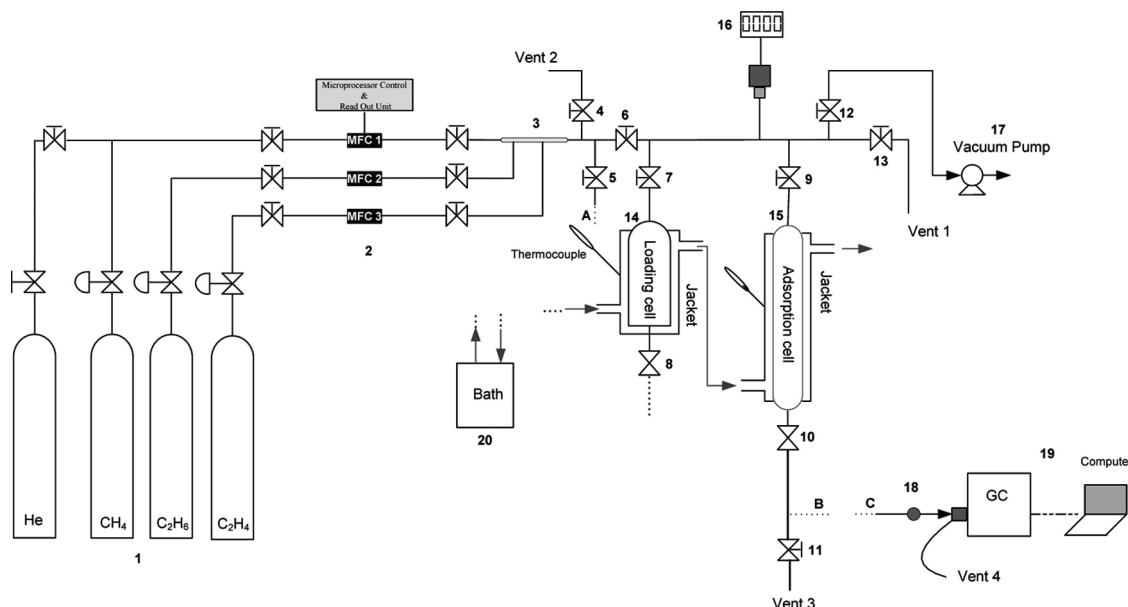 16
Vent 2
Microprocessor Control
&
Read Out Unit
4
6
12
17
Vacuum Pump
3
MFC 1
13
MFC 2
5
7
9
MFC 3
A
14
15
Vent 1
2
Thermocouple
Loading cell
Jacket
Adsorption cell
Jacket
8
Bath
20
10
19
Compute
18
GC
B
C
He
CH₄
C₂H₆
C₂H₄
11
1
Vent 4
Vent 3